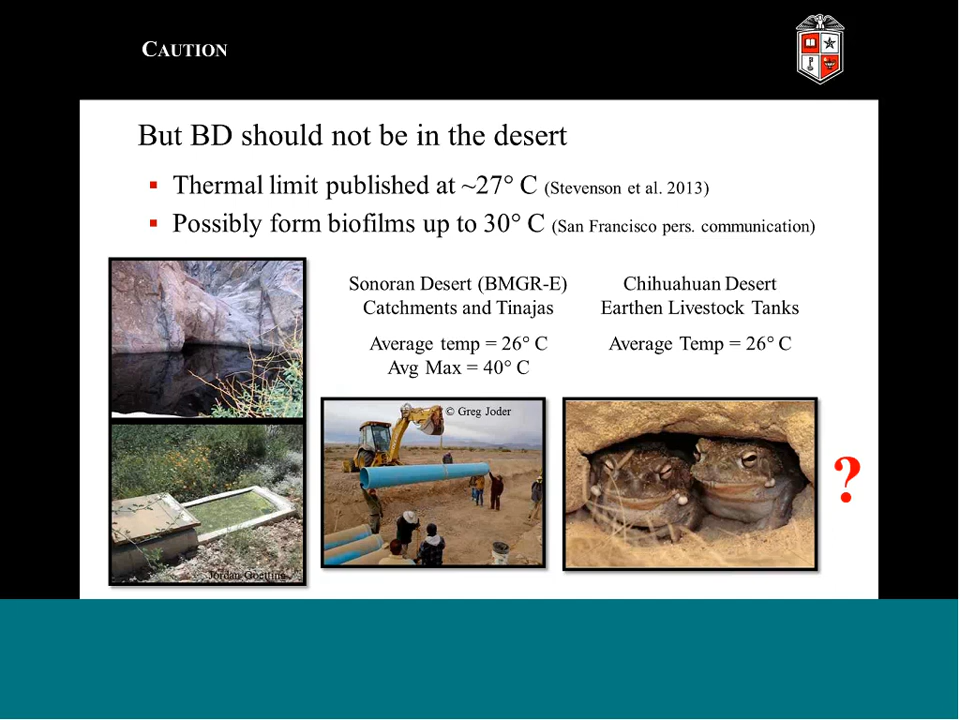 CAUTION
But BD should not be in the desert
▪ Thermal limit published at ~27° C (Stevenson et al. 2013)
▪ Possibly form biofilms up to 30° C (San Francisco pers. communication)
Sonoran Desert (BMGR-E)
Catchments and Tinajas
Average temp = 26° C
Avg Max = 40° C
Chihuahuan Desert
Earthen Livestock Tanks
Average Temp = 26° C
© Greg Joder
?
Jordan Goetting